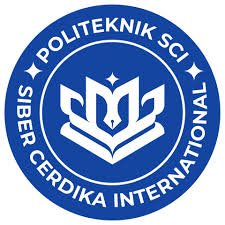 POLITEKNIK SCI
SIBER CERDIKA INTERNATIONAL